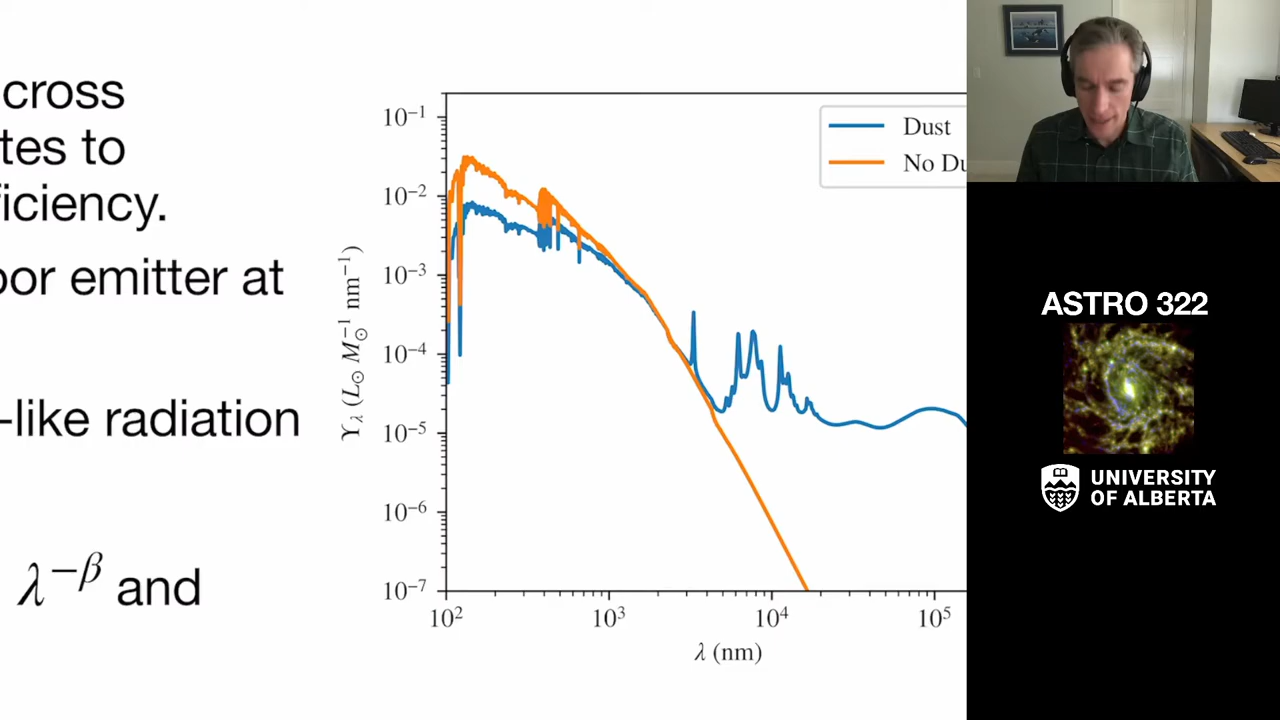 cross
tes to
iciency.
oor emitter at
-like radiation
λ^{−β} and
10^{−1}
10^{−2}
10^{−3}
10^{−4}
10^{−5}
10^{−6}
10^{−7}
ϒ_λ (L_⊙ M_⊙^{−1} nm^{−1})
Dust
No Du
10^2
10^3
10^4
10^5
λ (nm)
ASTRO 322
UNIVERSITY
OF ALBERTA